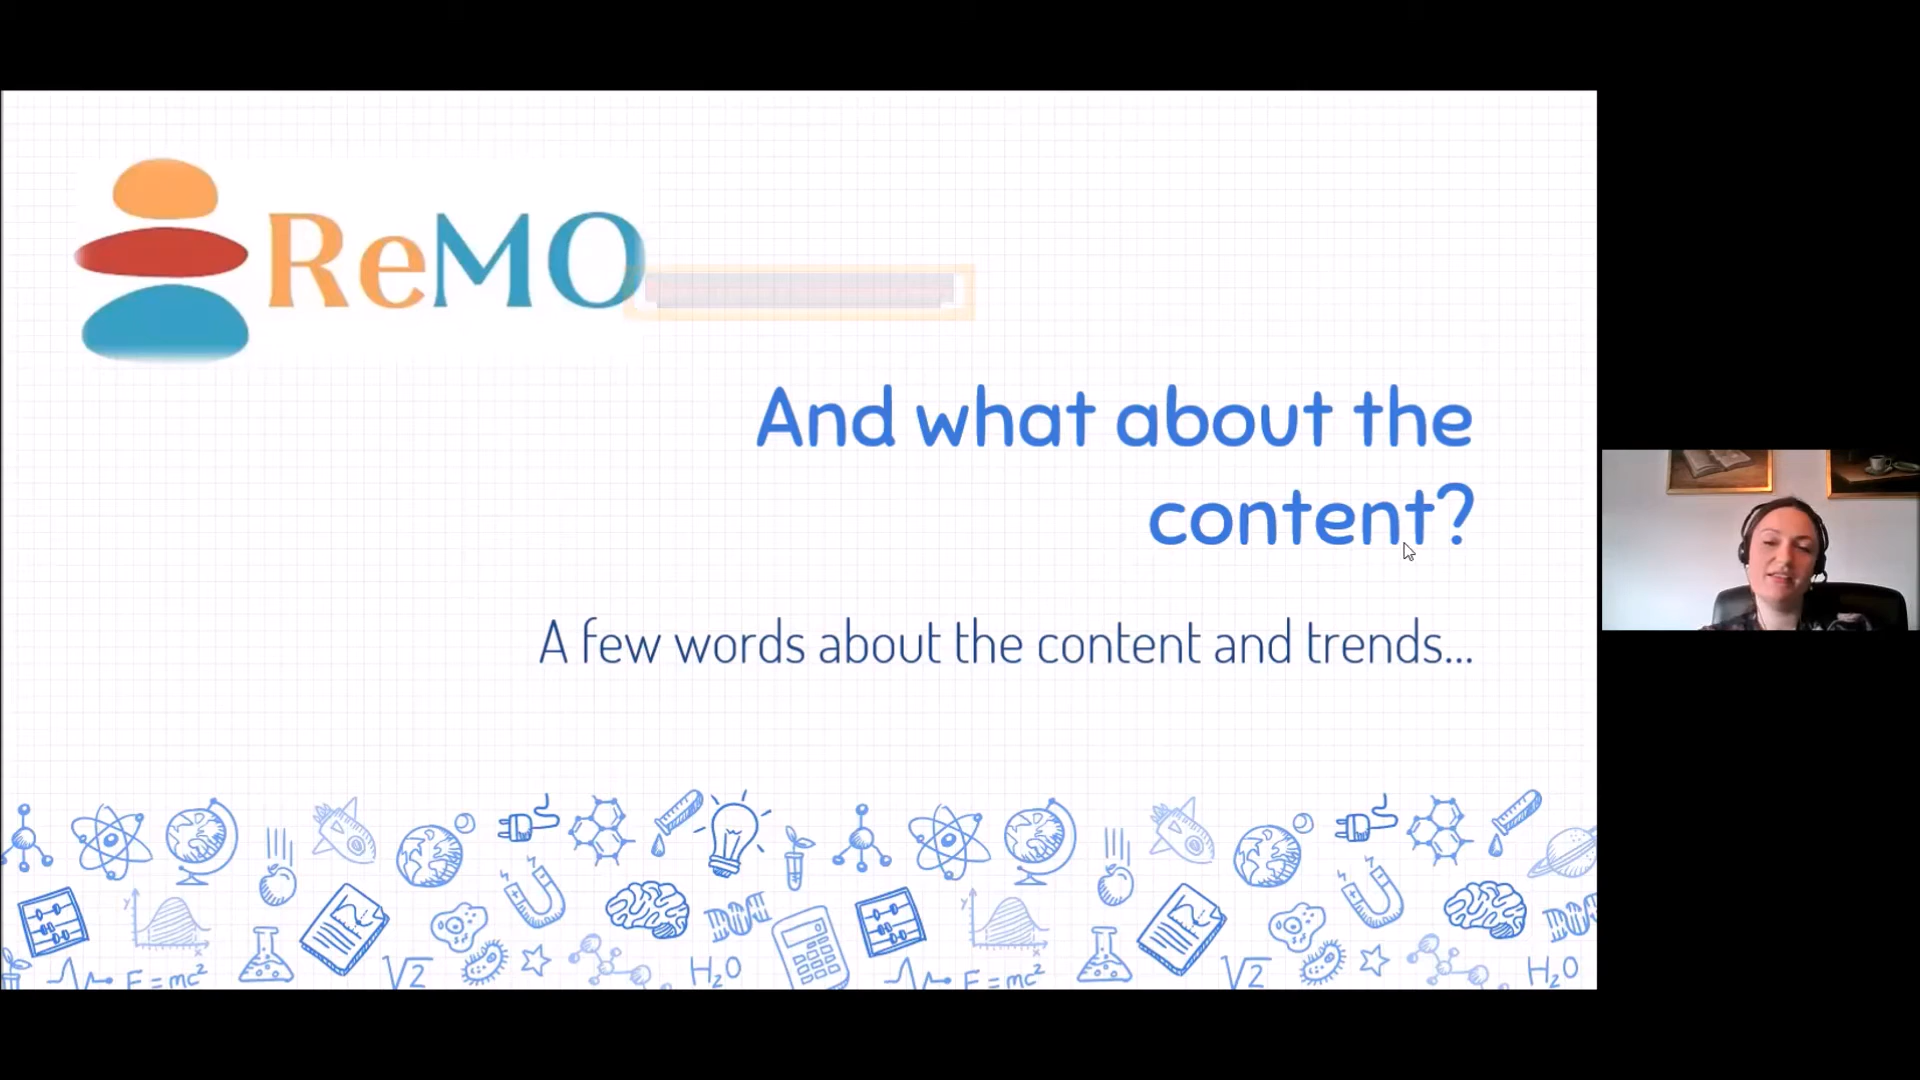 ReMO
And what about the
content?
A few words about the content and trends...
y
x
E=mc²
√2
H₂O
y
x
E=mc²
√2
H₂O